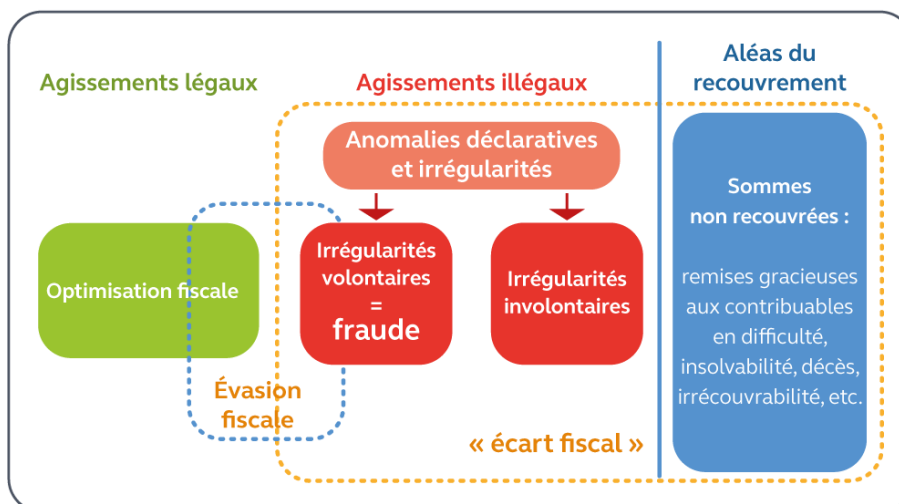 Agissements légaux
Agissements illégaux
Aléas du
recouvrement
Anomalies déclaratives
et irrégularités
Optimisation fiscale
Irrégularités
volontaires
=
fraude
Irrégularités
involontaires
Sommes
non recouvrées :
remises gracieuses
aux contribuables
en difficulté,
insolvabilité, décès,
irrécouvrabilité, etc.
Évasion
fiscale
« écart fiscal »